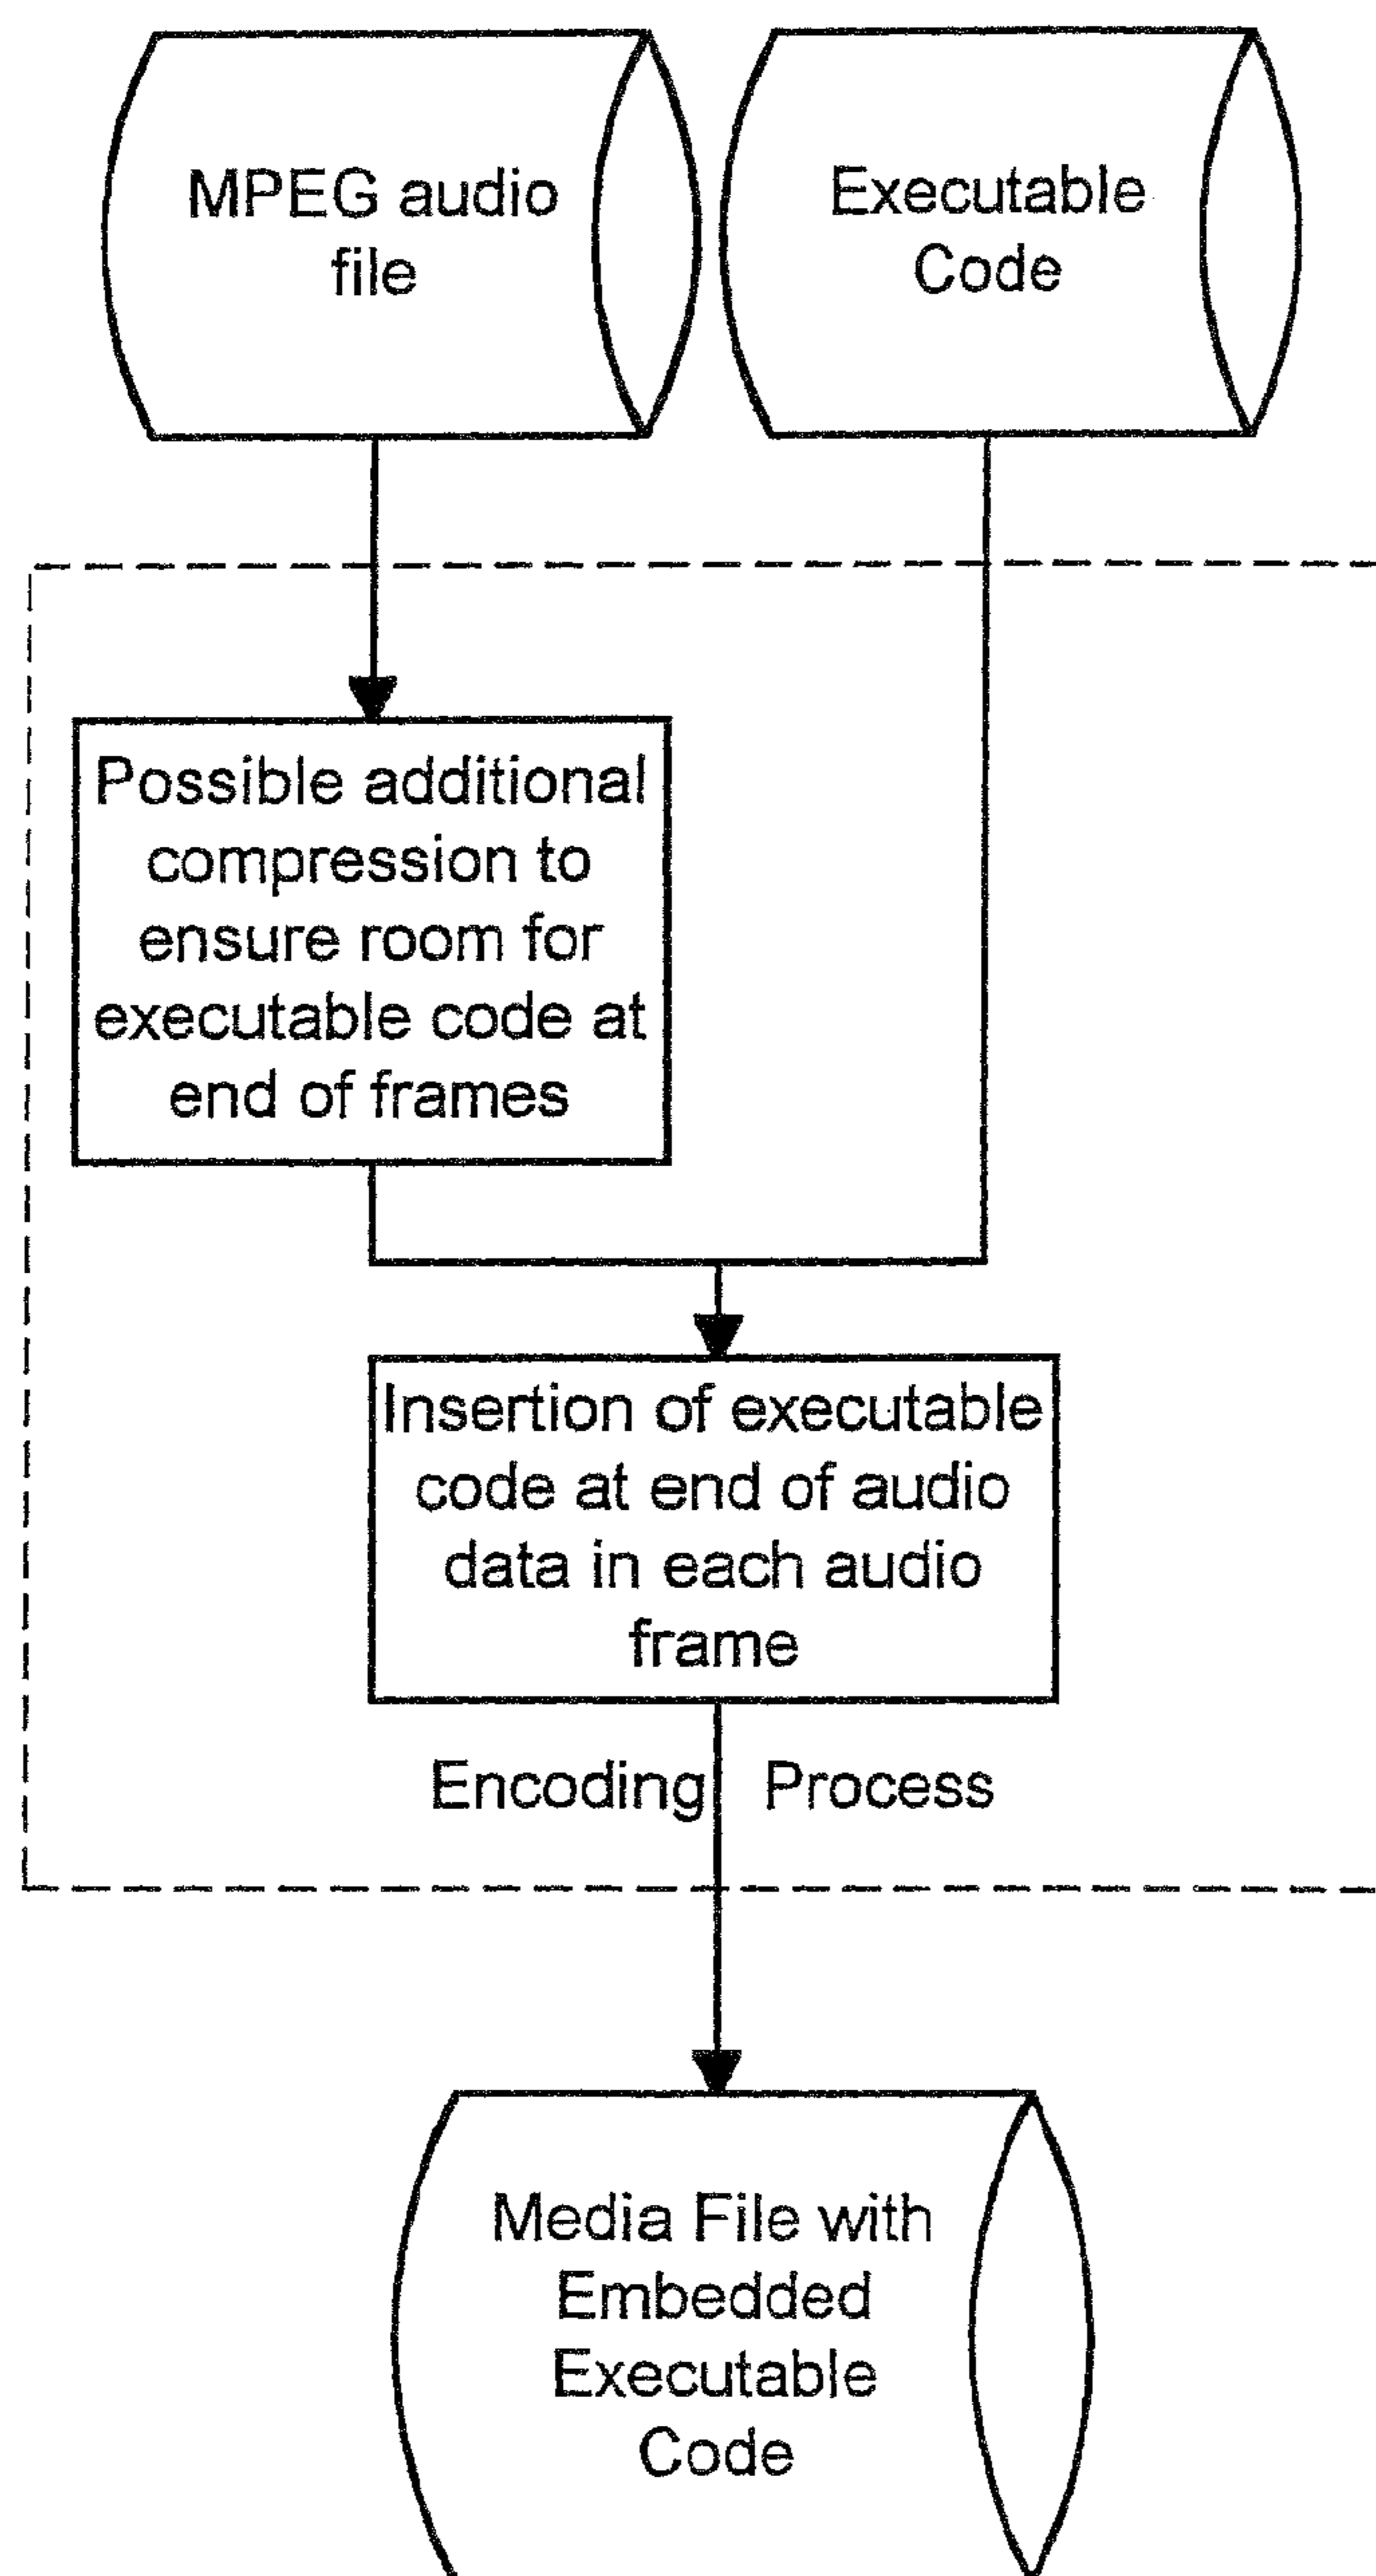 MPEG audio
file
Executable
Code
Possible additional
compression to
ensure room for
executable code at
end of frames
Insertion of executable
code at end of audio
data in each audio
frame
Encoding Process
Media File with
Embedded
Executable
Code